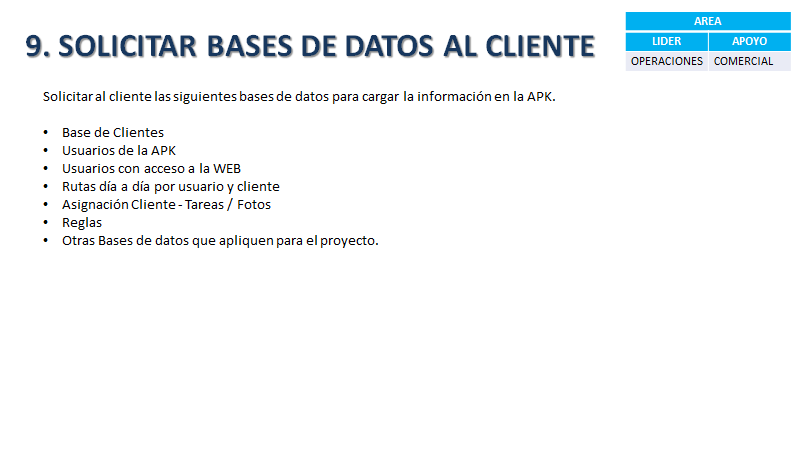 9. SOLICITAR BASES DE DATOS AL CLIENTE
AREA
LIDER APOYO
OPERACIONES COMERCIAL
Solicitar al cliente las siguientes bases de datos para cargar la información en la APK.
• Base de Clientes
• Usuarios de la APK
• Usuarios con acceso a la WEB
• Rutas día a día por usuario y cliente
• Asignación Cliente - Tareas / Fotos
• Reglas
• Otras Bases de datos que apliquen para el proyecto.